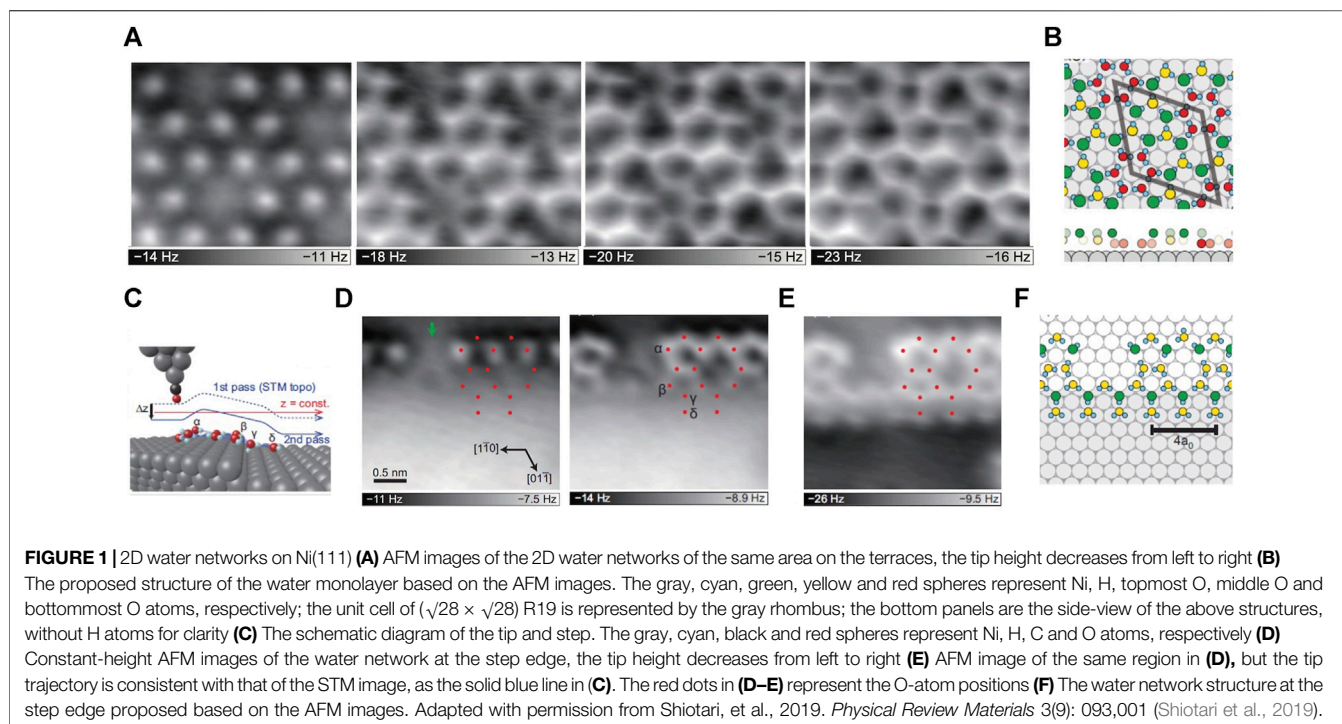 A
B
−14 Hz −11 Hz −18 Hz −13 Hz −20 Hz −15 Hz −23 Hz −16 Hz
C
D
E
F
1st pass (STM topo)
z = const.
Δz
α
β
γ
δ
2nd pass
0.5 nm
[11̄0]
[011̄]
−11 Hz −7.5 Hz
α
β
γ
δ
−14 Hz −8.9 Hz
−26 Hz −9.5 Hz
4a₀
FIGURE 1 | 2D water networks on Ni(111) (A) AFM images of the 2D water networks of the same area on the terraces, the tip height decreases from left to right (B)
The proposed structure of the water monolayer based on the AFM images. The gray, cyan, green, yellow and red spheres represent Ni, H, topmost O, middle O and
bottommost O atoms, respectively; the unit cell of (√28 × √28) R19 is represented by the gray rhombus; the bottom panels are the side-view of the above structures,
without H atoms for clarity (C) The schematic diagram of the tip and step. The gray, cyan, black and red spheres represent Ni, H, C and O atoms, respectively (D)
Constant-height AFM images of the water network at the step edge, the tip height decreases from left to right (E) AFM image of the same region in (D), but the tip
trajectory is consistent with that of the STM image, as the solid blue line in (C). The red dots in (D–E) represent the O-atom positions (F) The water network structure at the
step edge proposed based on the AFM images. Adapted with permission from Shiotari, et al., 2019. Physical Review Materials 3(9): 093,001 (Shiotari et al., 2019).